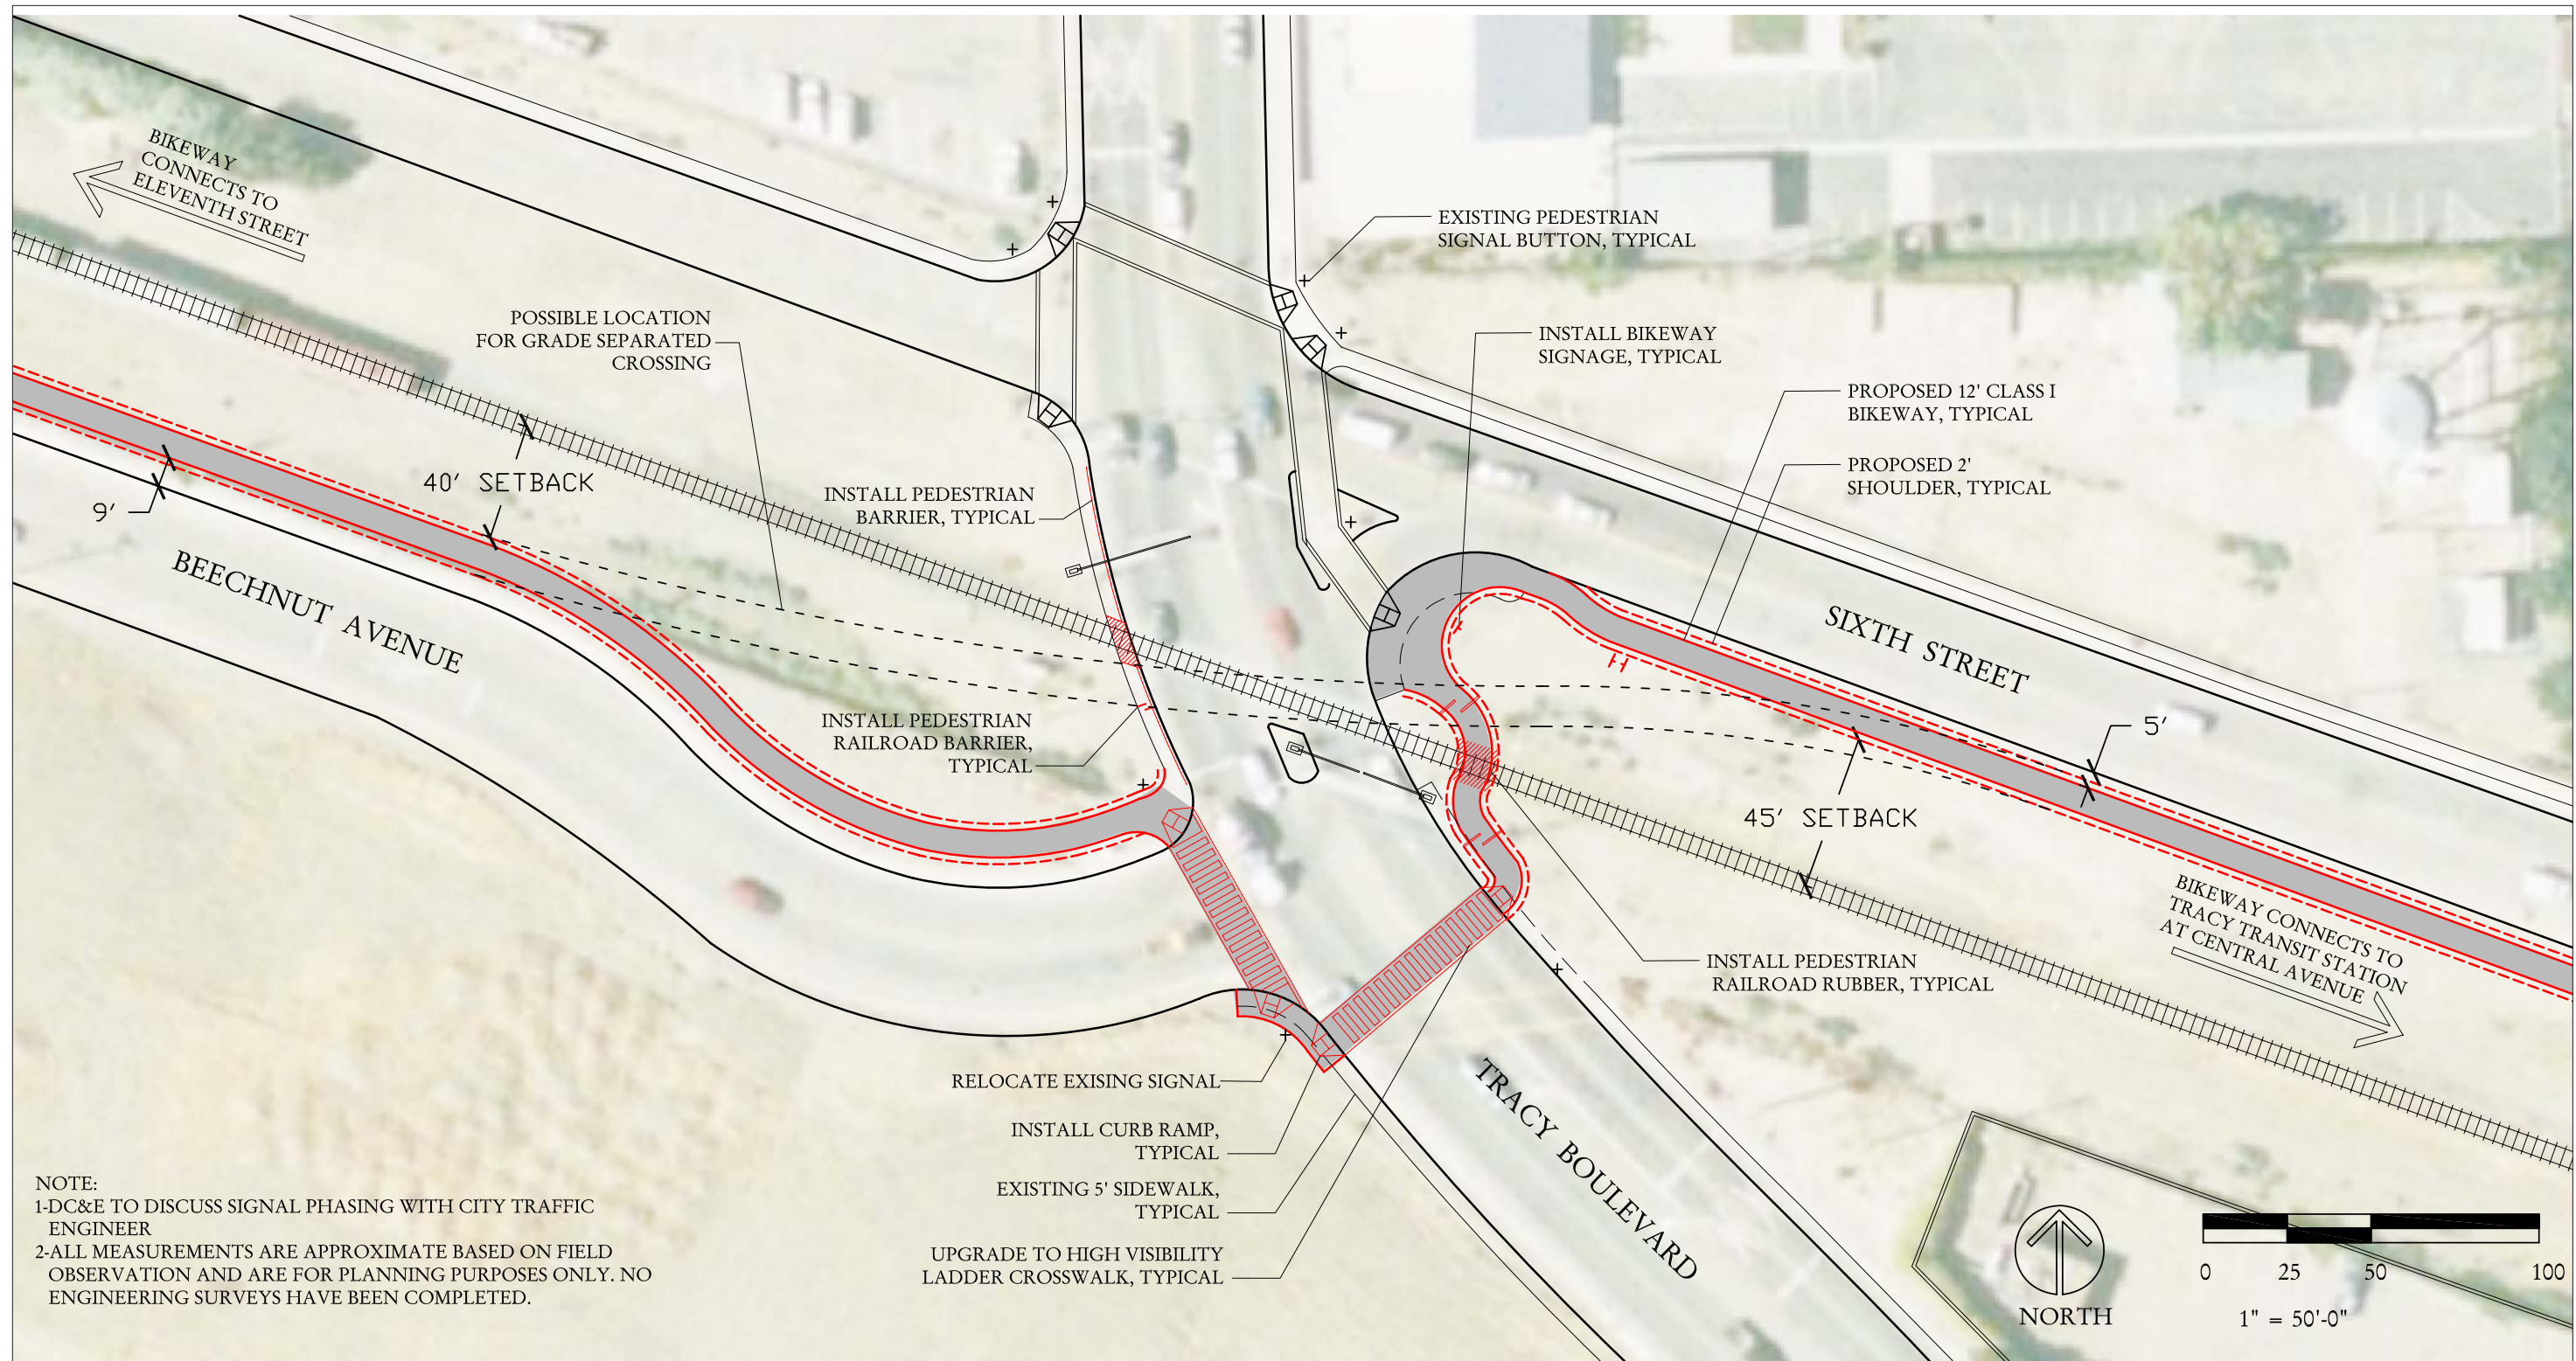 BIKEWAY
CONNECTS TO
ELEVENTH STREET
EXISTING PEDESTRIAN
SIGNAL BUTTON, TYPICAL
POSSIBLE LOCATION
FOR GRADE SEPARATED
CROSSING
INSTALL BIKEWAY
SIGNAGE, TYPICAL
PROPOSED 12' CLASS I
BIKEWAY, TYPICAL
PROPOSED 2'
SHOULDER, TYPICAL
40' SETBACK
9'
INSTALL PEDESTRIAN
BARRIER, TYPICAL
BEECHNUT AVENUE
SIXTH STREET
INSTALL PEDESTRIAN
RAILROAD BARRIER,
TYPICAL
5'
45' SETBACK
BIKEWAY CONNECTS TO
TRACY TRANSIT STATION
AT CENTRAL AVENUE
INSTALL PEDESTRIAN
RAILROAD RUBBER, TYPICAL
RELOCATE EXISING SIGNAL
INSTALL CURB RAMP,
TYPICAL
EXISTING 5' SIDEWALK,
TYPICAL
UPGRADE TO HIGH VISIBILITY
LADDER CROSSWALK, TYPICAL
TRACY BOULEVARD
NOTE:
1-DC&E TO DISCUSS SIGNAL PHASING WITH CITY TRAFFIC
ENGINEER
2-ALL MEASUREMENTS ARE APPROXIMATE BASED ON FIELD
OBSERVATION AND ARE FOR PLANNING PURPOSES ONLY. NO
ENGINEERING SURVEYS HAVE BEEN COMPLETED.
NORTH
0 25 50 100
1" = 50'-0"